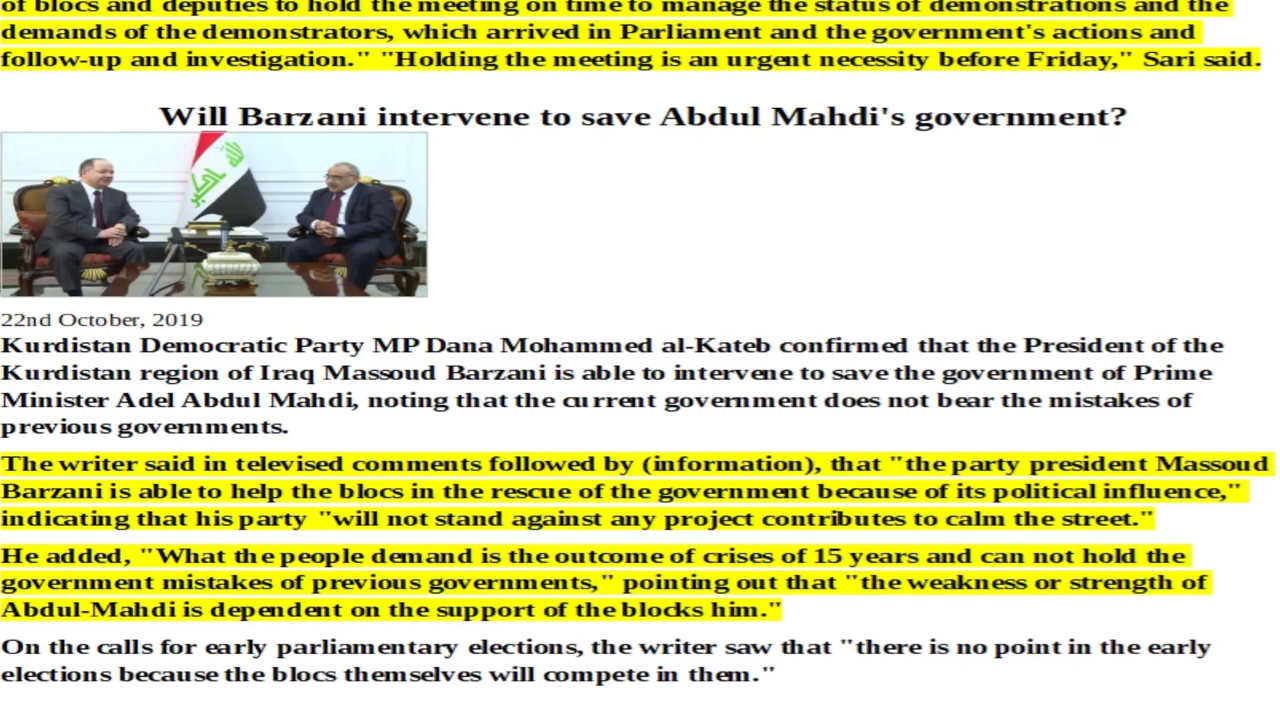 of blocs and deputies to hold the meeting on time to manage the status of demonstrations and the
demands of the demonstrators, which arrived in Parliament and the government's actions and
follow-up and investigation." "Holding the meeting is an urgent necessity before Friday," Sari said.
Will Barzani intervene to save Abdul Mahdi's government?
الله اكبر
22nd October, 2019
Kurdistan Democratic Party MP Dana Mohammed al-Kateb confirmed that the President of the
Kurdistan region of Iraq Massoud Barzani is able to intervene to save the government of Prime
Minister Adel Abdul Mahdi, noting that the current government does not bear the mistakes of
previous governments.
The writer said in televised comments followed by (information), that "the party president Massoud
Barzani is able to help the blocs in the rescue of the government because of its political influence,"
indicating that his party "will not stand against any project contributes to calm the street."
He added, "What the people demand is the outcome of crises of 15 years and can not hold the
government mistakes of previous governments," pointing out that "the weakness or strength of
Abdul-Mahdi is dependent on the support of the blocks him."
On the calls for early parliamentary elections, the writer saw that "there is no point in the early
elections because the blocs themselves will compete in them."